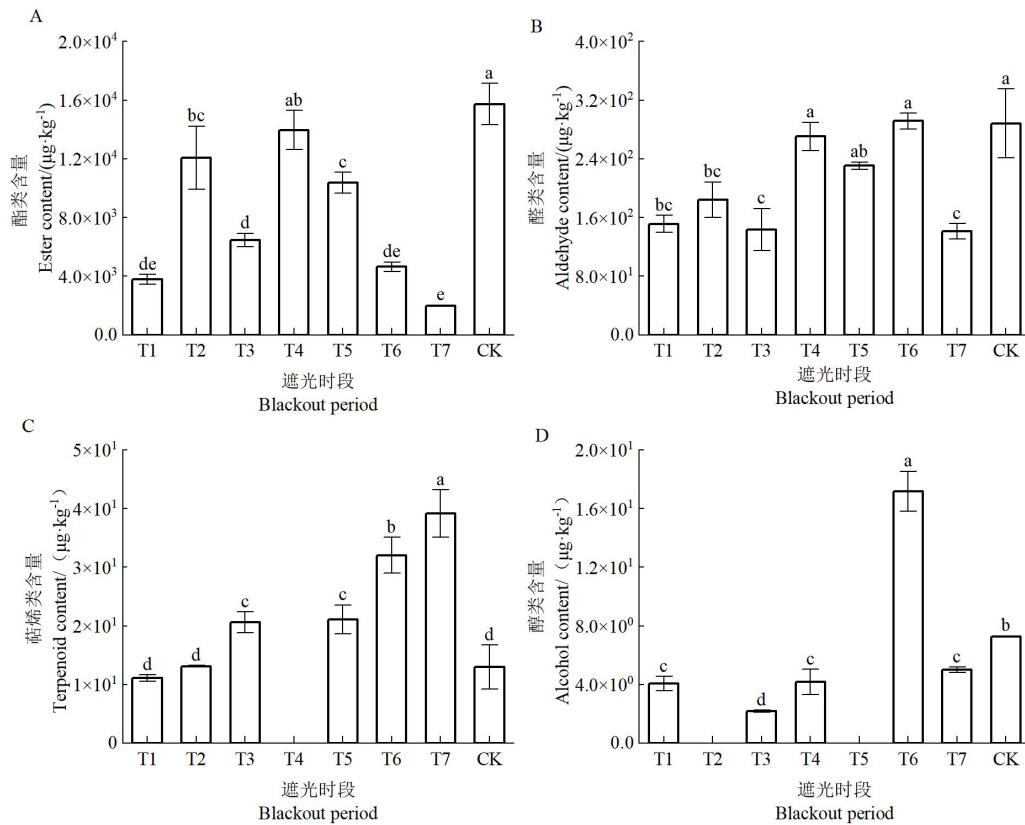 A
酯类含量
Ester content/(μg·kg⁻¹)
2.0×10⁴
1.6×10⁴
1.2×10⁴
8.0×10³
4.0×10³
0.0
de
bc
d
ab
c
de
e
a
T1 T2 T3 T4 T5 T6 T7 CK
遮光时段
Blackout period
B
醛类含量
Aldehyde content/(μg·kg⁻¹)
4.0×10²
3.2×10²
2.4×10²
1.6×10²
8.0×10¹
0.0
bc
bc
c
a
ab
a
c
a
T1 T2 T3 T4 T5 T6 T7 CK
遮光时段
Blackout period
C
萜烯类含量
Terpenoid content/（μg·kg⁻¹）
5×10¹
4×10¹
3×10¹
2×10¹
1×10¹
0
d
d
c
c
b
a
d
T1 T2 T3 T4 T5 T6 T7 CK
遮光时段
Blackout period
D
醇类含量
Alcohol content/（μg·kg⁻¹）
2.0×10¹
1.6×10¹
1.2×10¹
8.0×10⁰
4.0×10⁰
0.0
c
d
c
a
c
b
T1 T2 T3 T4 T5 T6 T7 CK
遮光时段
Blackout period